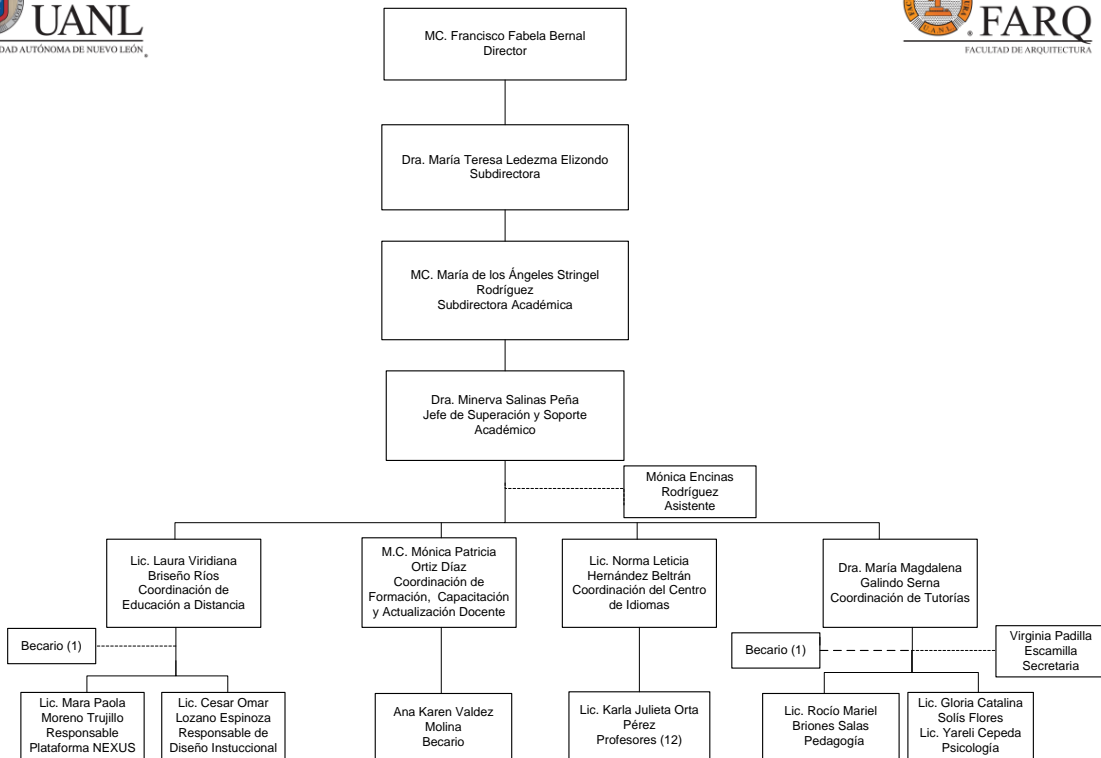 UANL
DAD AUTÓNOMA DE NUEVO LEÓN
FARQ
FACULTAD DE ARQUITECTURA
MC. Francisco Fabela Bernal
Director
Dra. María Teresa Ledezma Elizondo
Subdirectora
MC. María de los Ángeles Stringel
Rodríguez
Subdirectora Académica
Dra. Minerva Salinas Peña
Jefe de Superación y Soporte
Académico
Mónica Encinas
Rodríguez
Asistente
Lic. Laura Viridiana
Briseño Ríos
Coordinación de
Educación a Distancia
M.C. Mónica Patricia
Ortiz Díaz
Coordinación de
Formación, Capacitación
y Actualización Docente
Lic. Norma Leticia
Hernández Beltrán
Coordinación del Centro
de Idiomas
Dra. María Magdalena
Galindo Serna
Coordinación de Tutorías
Becario (1)
Becario (1)
Virginia Padilla
Escamilla
Secretaria
Lic. Mara Paola
Moreno Trujillo
Responsable
Plataforma NEXUS
Lic. Cesar Omar
Lozano Espinoza
Responsable de
Diseño Instuccional
Ana Karen Valdez
Molina
Becario
Lic. Karla Julieta Orta
Pérez
Profesores (12)
Lic. Rocío Mariel
Briones Salas
Pedagogía
Lic. Gloria Catalina
Solís Flores
Lic. Yareli Cepeda
Psicología